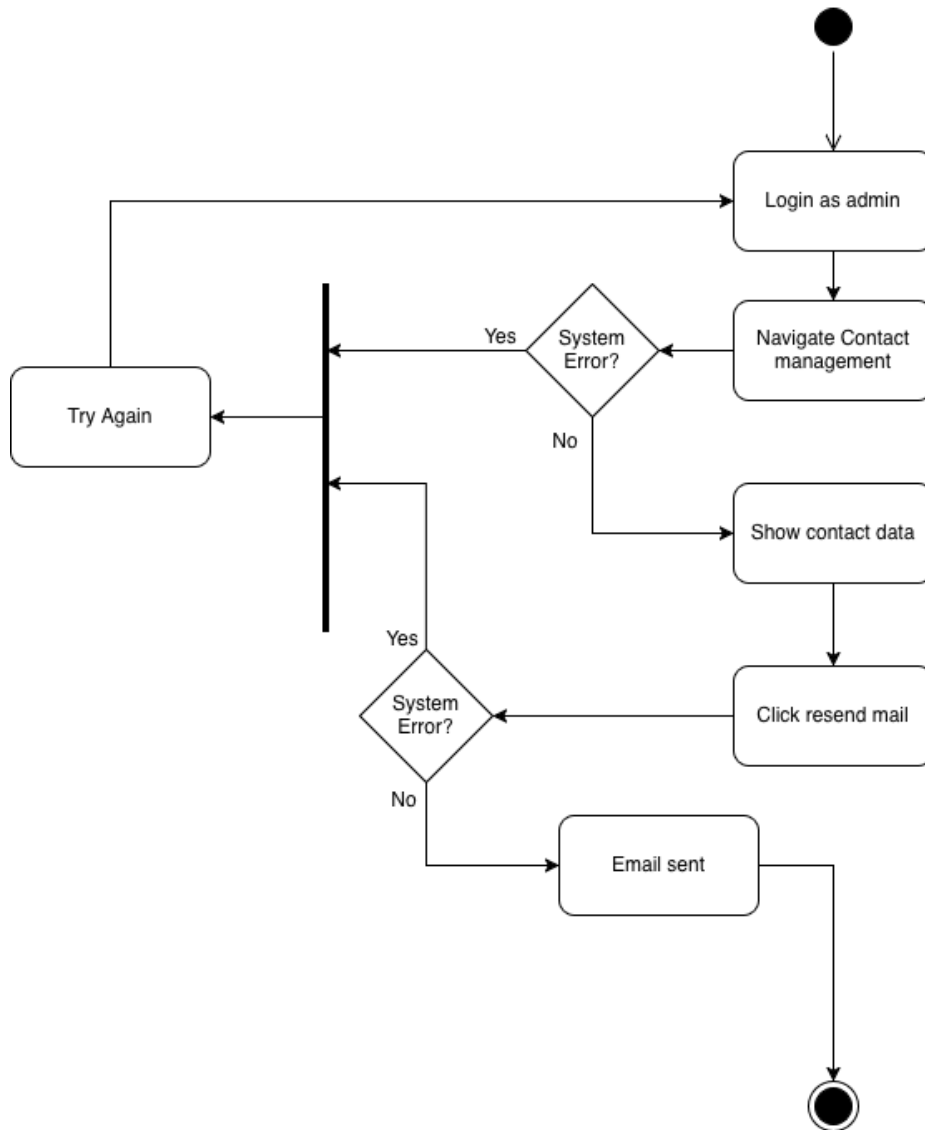 Login as admin
Navigate Contact
management
System
Error?
Yes
No
Try Again
Show contact data
Click resend mail
System
Error?
Yes
No
Email sent